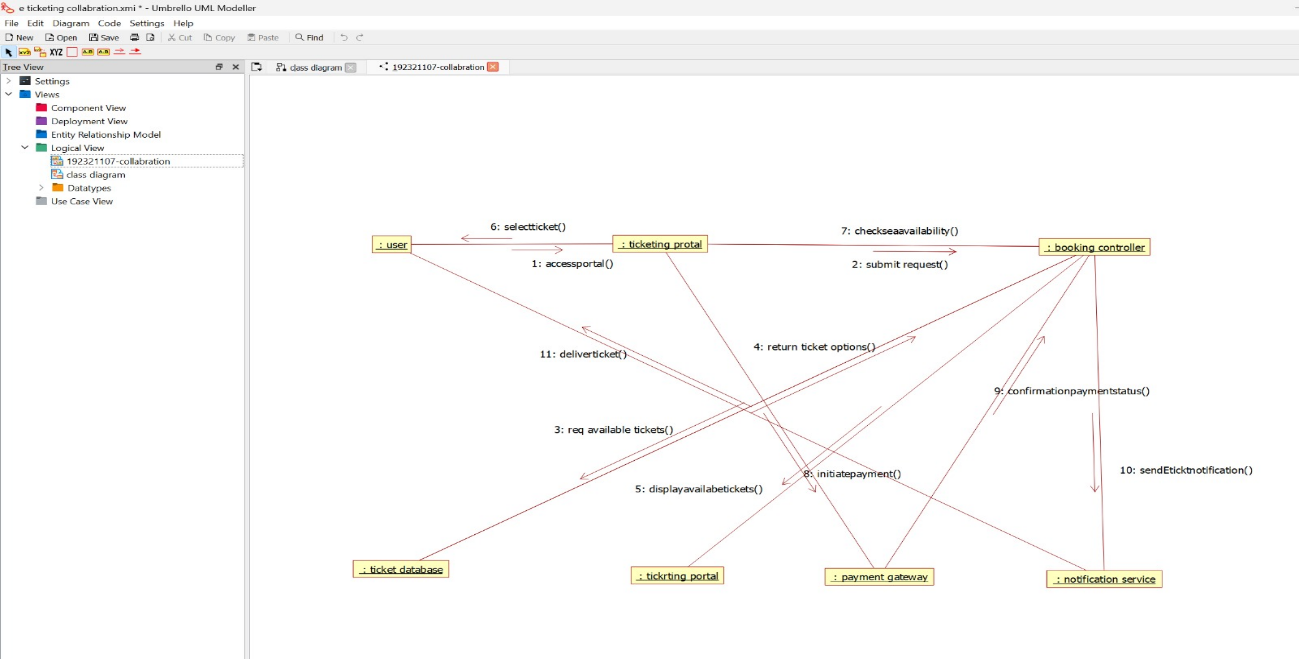 e ticketing collabration.xmi * - Umbrello UML Modeller
File Edit Diagram Code Settings Help
New Open Save Cut Copy Paste Find
XYZ A-B A-B
Tree View
class diagram 192321107-collabration
Settings
Views
Component View
Deployment View
Entity Relationship Model
Logical View
192321107-collabration
class diagram
Datatypes
Use Case View
6: selectticket()
7: checkseaavailability()
: user
: ticketing protal
: booking controller
1: accessportal()
2: submit request()
4: return ticket options()
11: deliverticket()
9: confirmationpaymentstatus()
3: req available tickets()
10: sendEticktnotification()
8: initiatepayment()
5: displayavailabetickets()
: ticket database
: tickrting portal
: payment gateway
: notification service